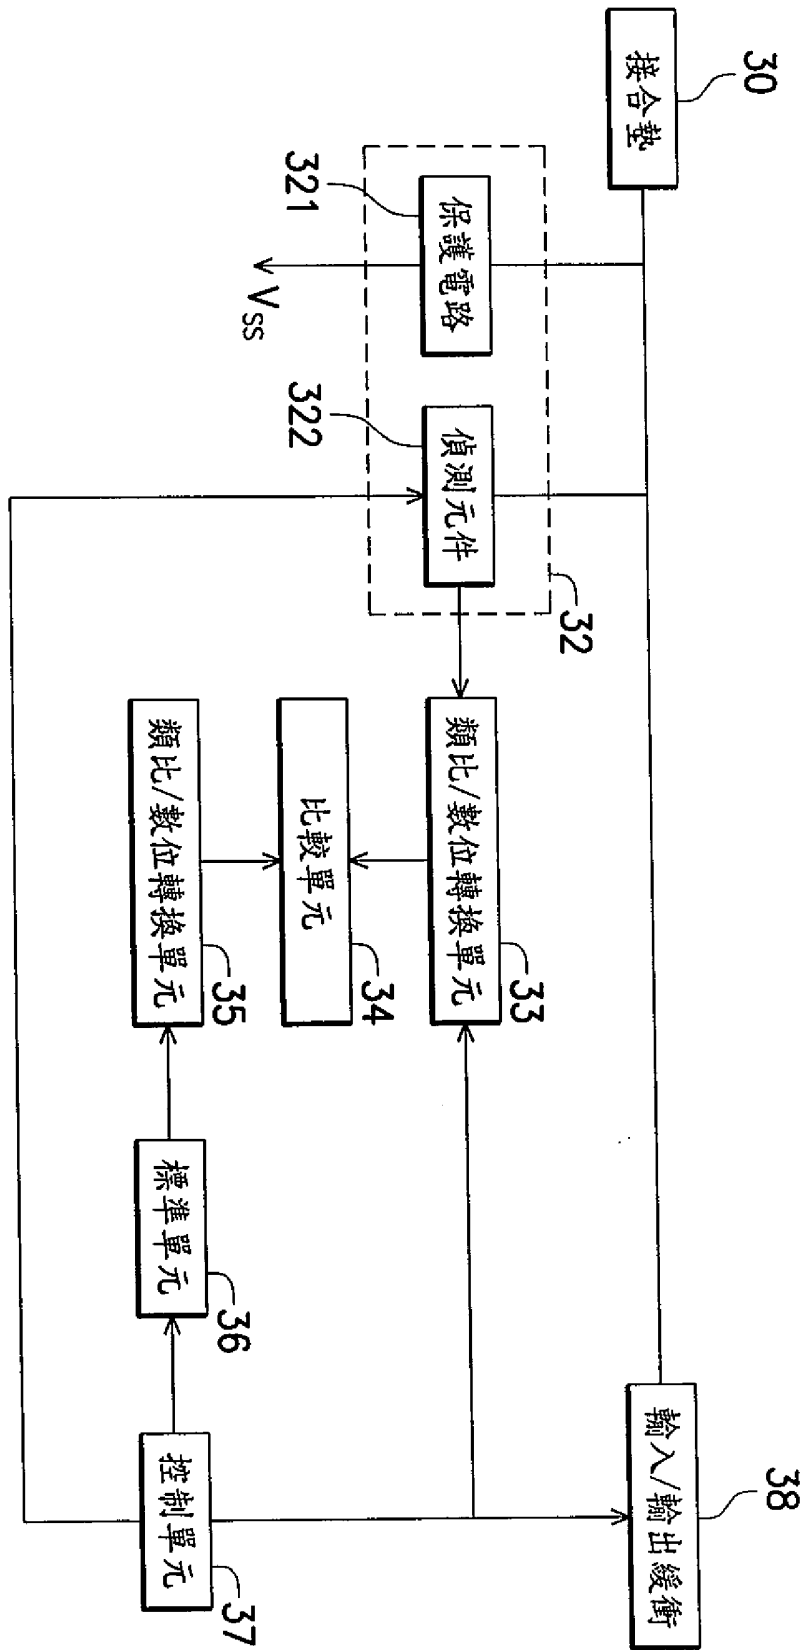 30
接合墊
38
輸入/輸出緩衝
32
321
保護電路
322
偵測元件
V_SS
類比/數位轉換單元
33
比較單元
34
類比/數位轉換單元
35
標準單元
36
控制單元
37